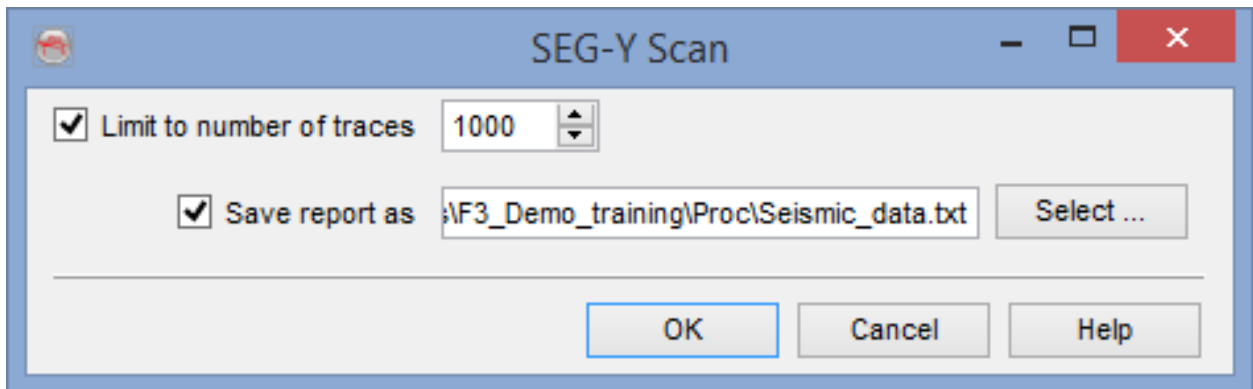 SEG-Y Scan
Limit to number of traces 1000
Save report as s\F3_Demo_training\Proc\Seismic_data.txt Select ...
OK Cancel Help